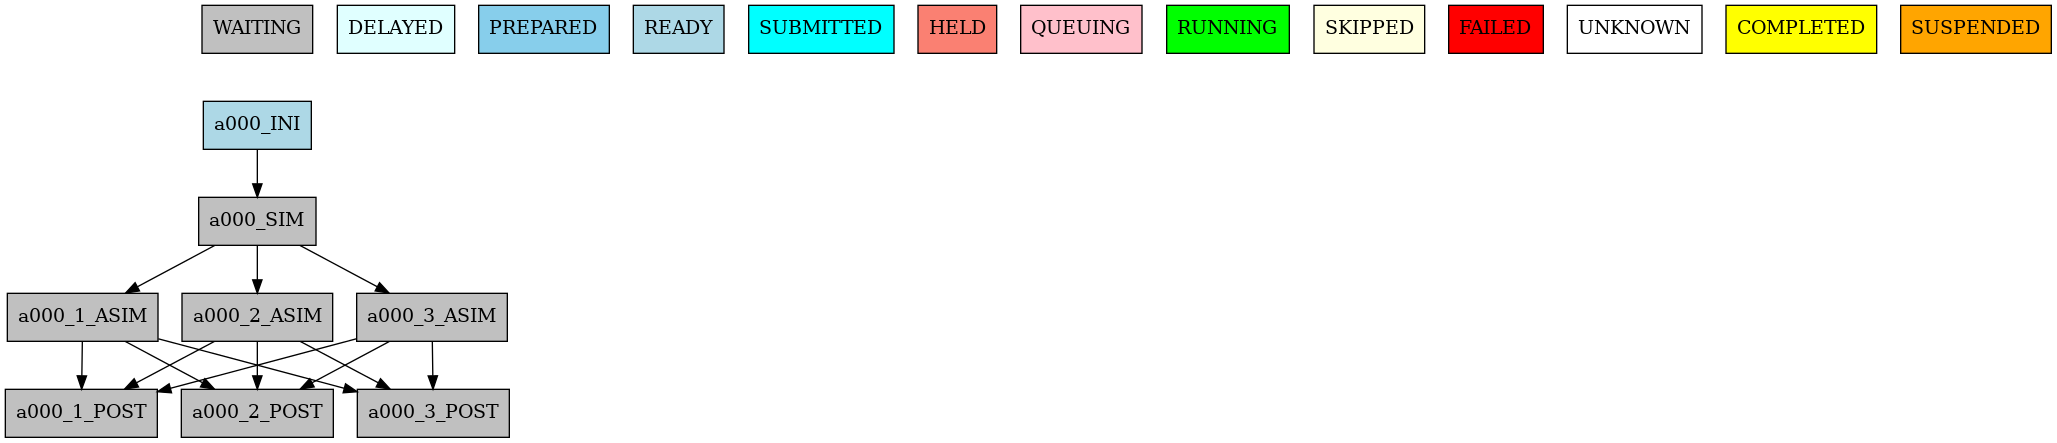 WAITING DELAYED PREPARED READY SUBMITTED HELD QUEUING RUNNING SKIPPED FAILED UNKNOWN COMPLETED SUSPENDED
a000_INI
a000_SIM
a000_1_ASIM a000_2_ASIM a000_3_ASIM
a000_1_POST a000_2_POST a000_3_POST